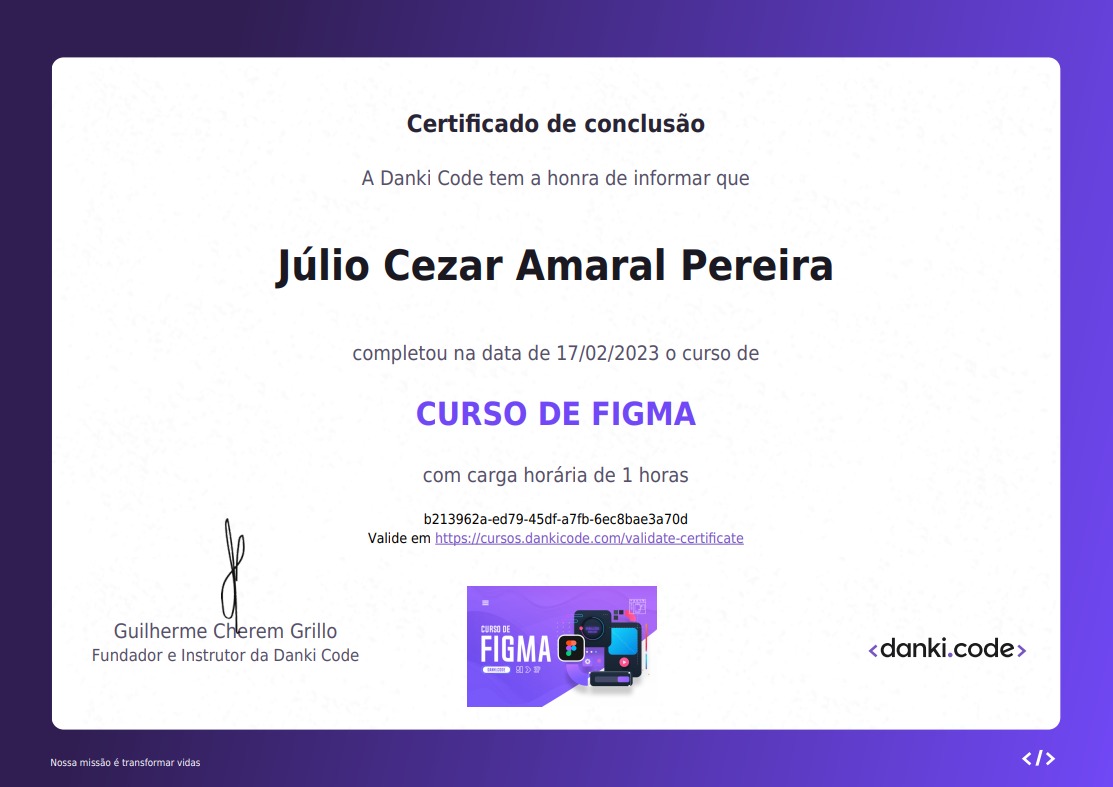 Certificado de conclusão
A Danki Code tem a honra de informar que
Júlio Cezar Amaral Pereira
completou na data de 17/02/2023 o curso de
CURSO DE FIGMA
com carga horária de 1 horas
b213962a-ed79-45df-a7fb-6ec8bae3a70d
Valide em https://cursos.dankicode.com/validate-certificate
Guilherme Cherem Grillo
Fundador e Instrutor da Danki Code
CURSO DE
FIGMA
<danki.code>
Nossa missão é transformar vidas
</>